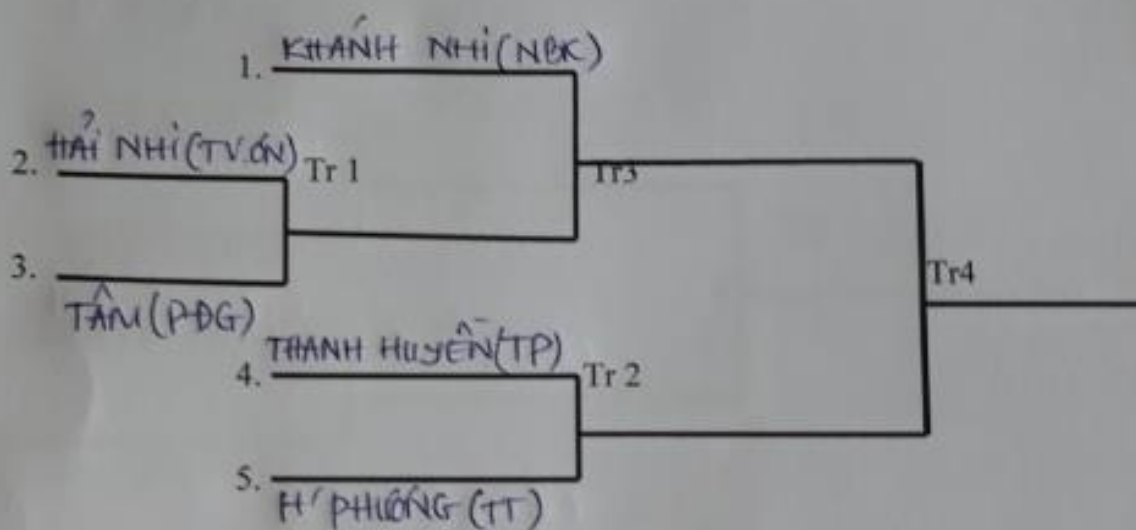 1. KHÁNH NHI (NBK)
2. HẢI NHI (TV.ƠN)
Tr 1
Tr3
3.
TÂM (PĐG)
Tr4
4. THANH HUYỀN (TP)
Tr 2
5.
H' PHƯƠNG (TT)